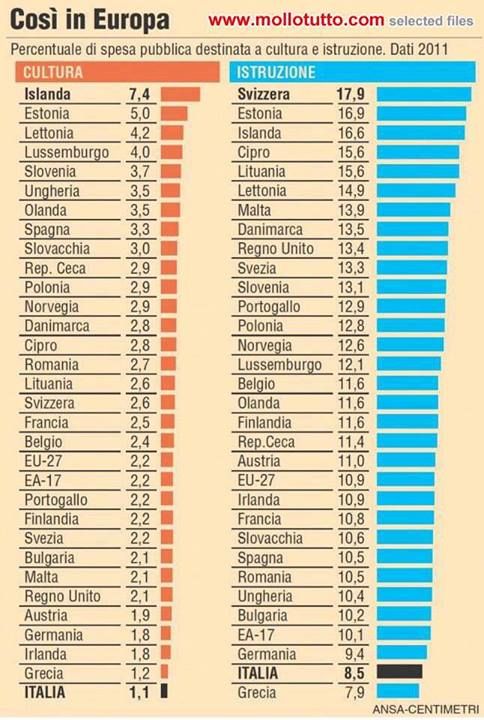 Così in Europa
www.mollotutto.com selected files
Percentuale di spesa pubblica destinata a cultura e istruzione. Dati 2011
CULTURA
Islanda 7,4
Estonia 5,0
Lettonia 4,2
Lussemburgo 4,0
Slovenia 3,7
Ungheria 3,5
Olanda 3,5
Spagna 3,3
Slovacchia 3,0
Rep. Ceca 2,9
Polonia 2,9
Norvegia 2,9
Danimarca 2,8
Cipro 2,8
Romania 2,7
Lituania 2,6
Svizzera 2,6
Francia 2,5
Belgio 2,4
EU-27 2,2
EA-17 2,2
Portogallo 2,2
Finlandia 2,2
Svezia 2,2
Bulgaria 2,1
Malta 2,1
Regno Unito 2,1
Austria 1,9
Germania 1,8
Irlanda 1,8
Grecia 1,2
ITALIA 1,1
ISTRUZIONE
Svizzera 17,9
Estonia 16,9
Islanda 16,6
Cipro 15,6
Lituania 15,6
Lettonia 14,9
Malta 13,9
Danimarca 13,5
Regno Unito 13,4
Svezia 13,3
Slovenia 13,1
Portogallo 12,9
Polonia 12,8
Norvegia 12,6
Lussemburgo 12,1
Belgio 11,6
Olanda 11,6
Finlandia 11,6
Rep.Ceca 11,4
Austria 11,0
EU-27 10,9
Irlanda 10,9
Francia 10,8
Slovacchia 10,6
Spagna 10,5
Romania 10,5
Ungheria 10,4
Bulgaria 10,2
EA-17 10,1
Germania 9,4
ITALIA 8,5
Grecia 7,9
ANSA-CENTIMETRI